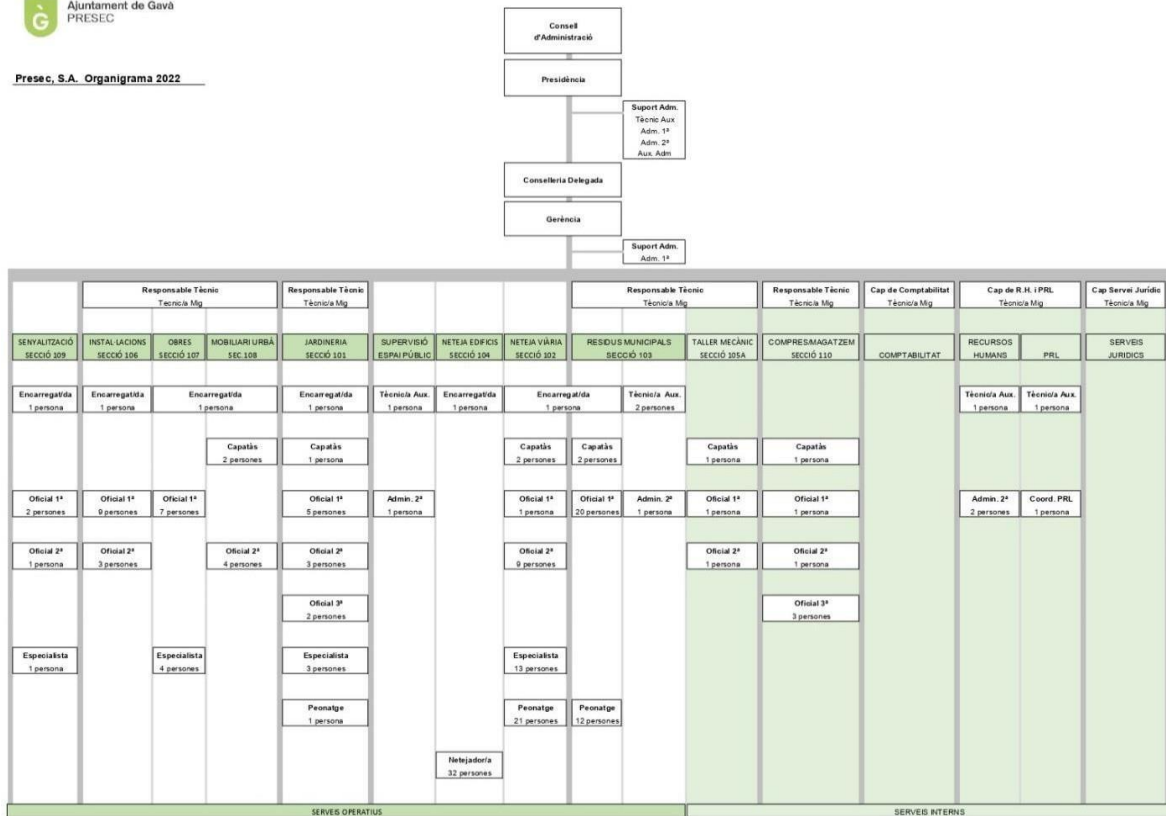 Ajuntament de Gavà
PRESEC
Presec, S.A. Organigrama 2022
Consell
d'Administració
Presidència
Suport Adm.
Tècnic Aux
Adm. 1ª
Adm. 2ª
Aux. Adm
Conselleria Delegada
Gerència
Suport Adm.
Adm. 1ª
Responsable Tècnic
Tecnic/a Mig
Responsable Tècnic
Tècnic/a Mig
Responsable Tècnic
Tècnic/a Mig
Responsable Tècnic
Tècnic/a Mig
Cap de Comptabilitat
Tècnic/a Mig
Cap de R.H. i PRL
Tècnic/a Mig
Cap Servei Jurídic
Tècnic/a Mig
SENYALITZACIÓ
SECCIÓ 109
INSTAL·LACIONS
SECCIÓ 106
OBRES
SECCIÓ 107
MOBILIARI URBÀ
SEC.108
JARDINERIA
SECCIÓ 101
SUPERVISIÓ
ESPAI PÚBLIC
NETEJA EDIFICIS
SECCIÓ 104
NETEJA VIÀRIA
SECCIÓ 102
RESIDUS MUNICIPALS
SECCIÓ 103
TALLER MECÀNIC
SECCIÓ 105A
COMPRES/MAGATZEM
SECCIÓ 110
COMPTABILITAT
RECURSOS
HUMANS
PRL
SERVEIS
JURIDICS
Encarregat/da
1 persona
Encarregat/da
1 persona
Encarregat/da
1 persona
Encarregat/da
1 persona
Tècnic/a Aux.
1 persona
Encarregat/da
1 persona
Encarregat/da
1 persona
Tècnic/a Aux.
2 persones
Tècnic/a Aux.
1 persona
Tècnic/a Aux.
1 persona
Capatàs
2 persones
Capatàs
1 persona
Capatàs
2 persones
Capatàs
2 persones
Capatàs
1 persona
Capatàs
1 persona
Oficial 1ª
2 persones
Oficial 1ª
9 persones
Oficial 1ª
7 persones
Oficial 1ª
5 persones
Admin. 2ª
1 persona
Oficial 1ª
1 persona
Oficial 1ª
20 persones
Admin. 2ª
1 persona
Oficial 1ª
1 persona
Oficial 1ª
1 persona
Admin. 2ª
2 persones
Coord. PRL
1 persona
Oficial 2ª
1 persona
Oficial 2ª
3 persones
Oficial 2ª
4 persones
Oficial 2ª
3 persones
Oficial 2ª
9 persones
Oficial 2ª
1 persona
Oficial 2ª
1 persona
Oficial 3ª
2 persones
Oficial 3ª
3 persones
Especialista
1 persona
Especialista
4 persones
Especialista
3 persones
Especialista
13 persones
Peonatge
1 persona
Peonatge
21 persones
Peonatge
12 persones
Netejador/a
32 persones
SERVEIS OPERATIUS
SERVEIS INTERNS